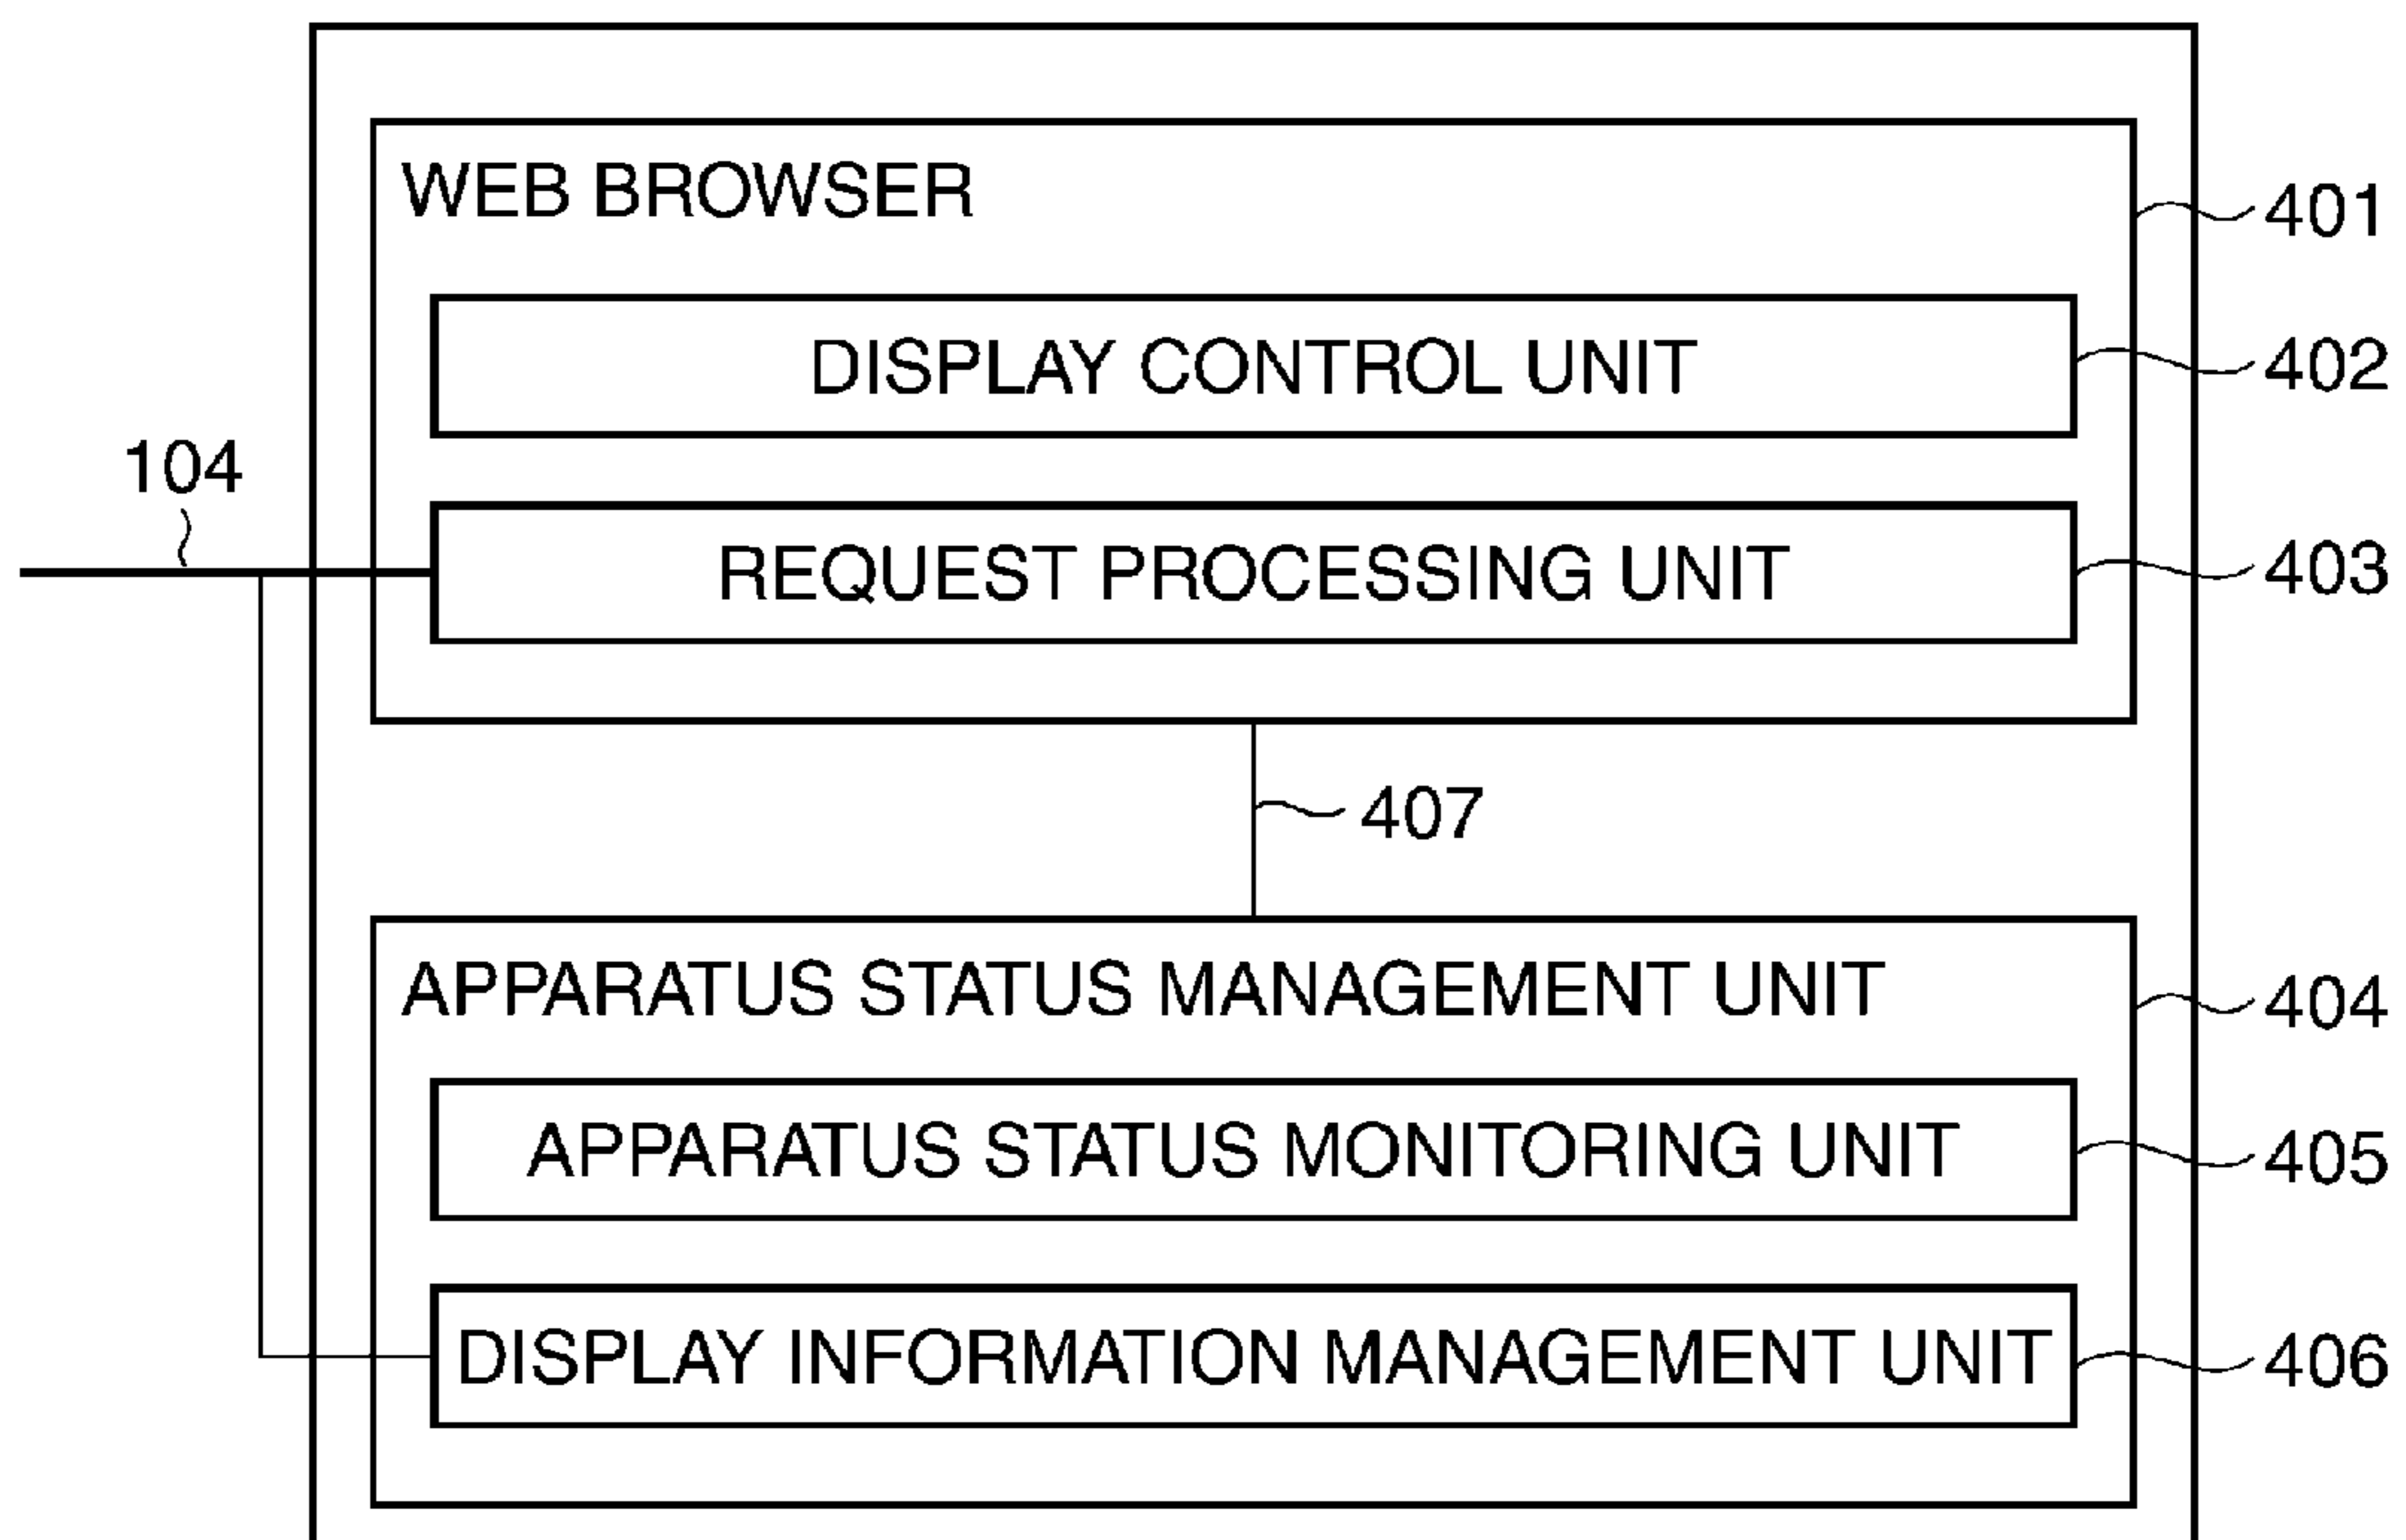 WEB BROWSER
401
DISPLAY CONTROL UNIT
402
104
REQUEST PROCESSING UNIT
403
407
APPARATUS STATUS MANAGEMENT UNIT
404
APPARATUS STATUS MONITORING UNIT
405
DISPLAY INFORMATION MANAGEMENT UNIT
406